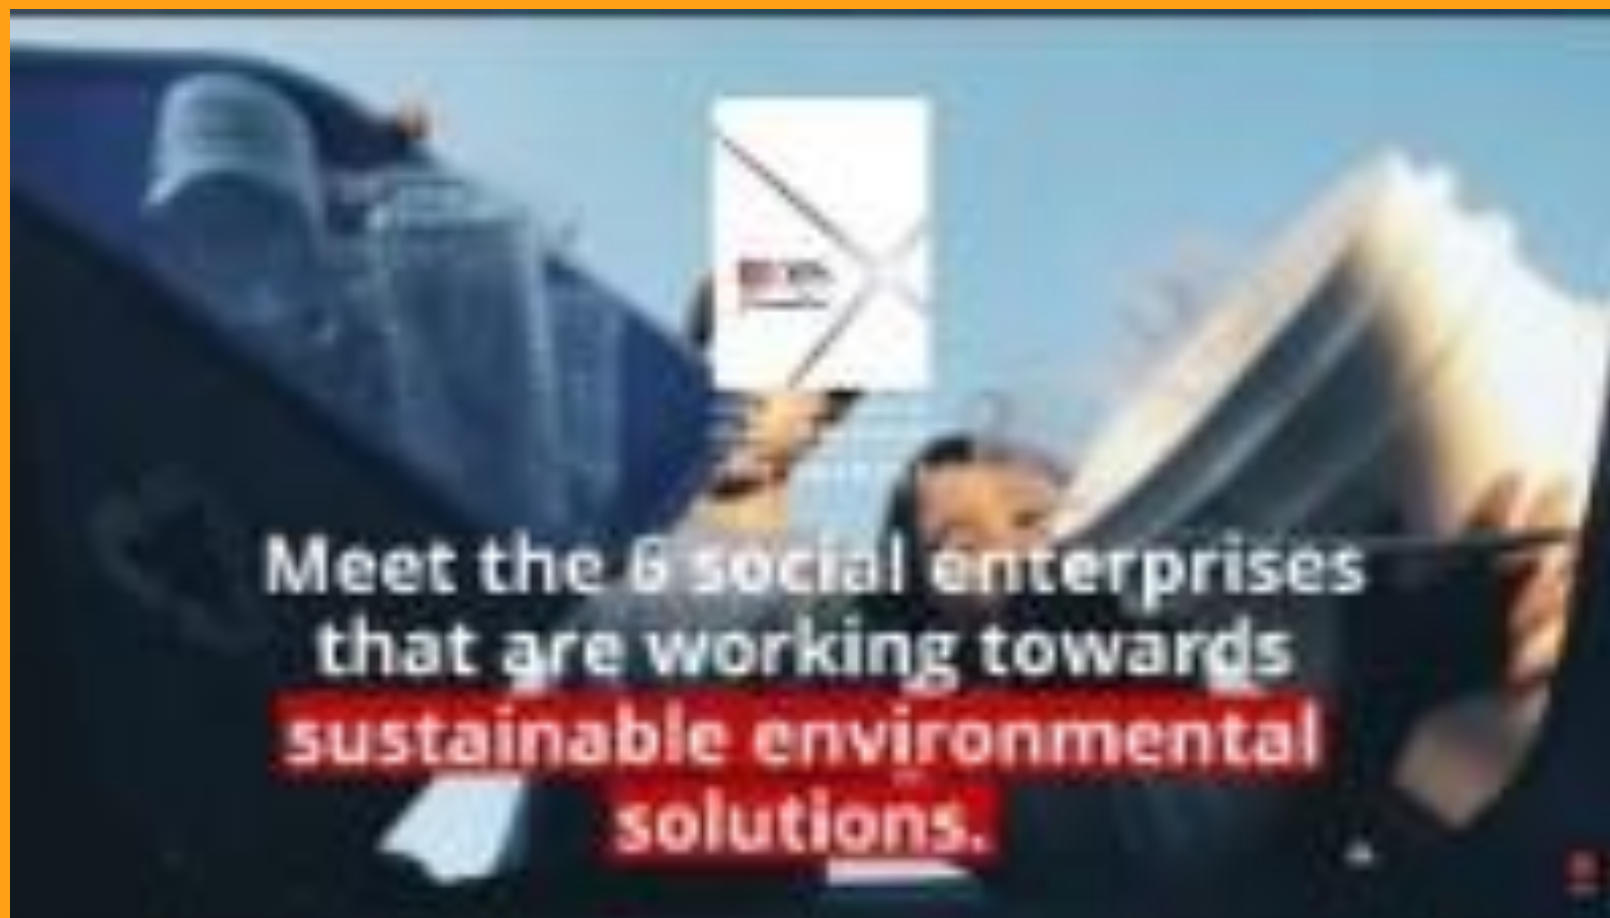 Meet the 6 social enterprises
that are working towards
sustainable environmental
solutions.